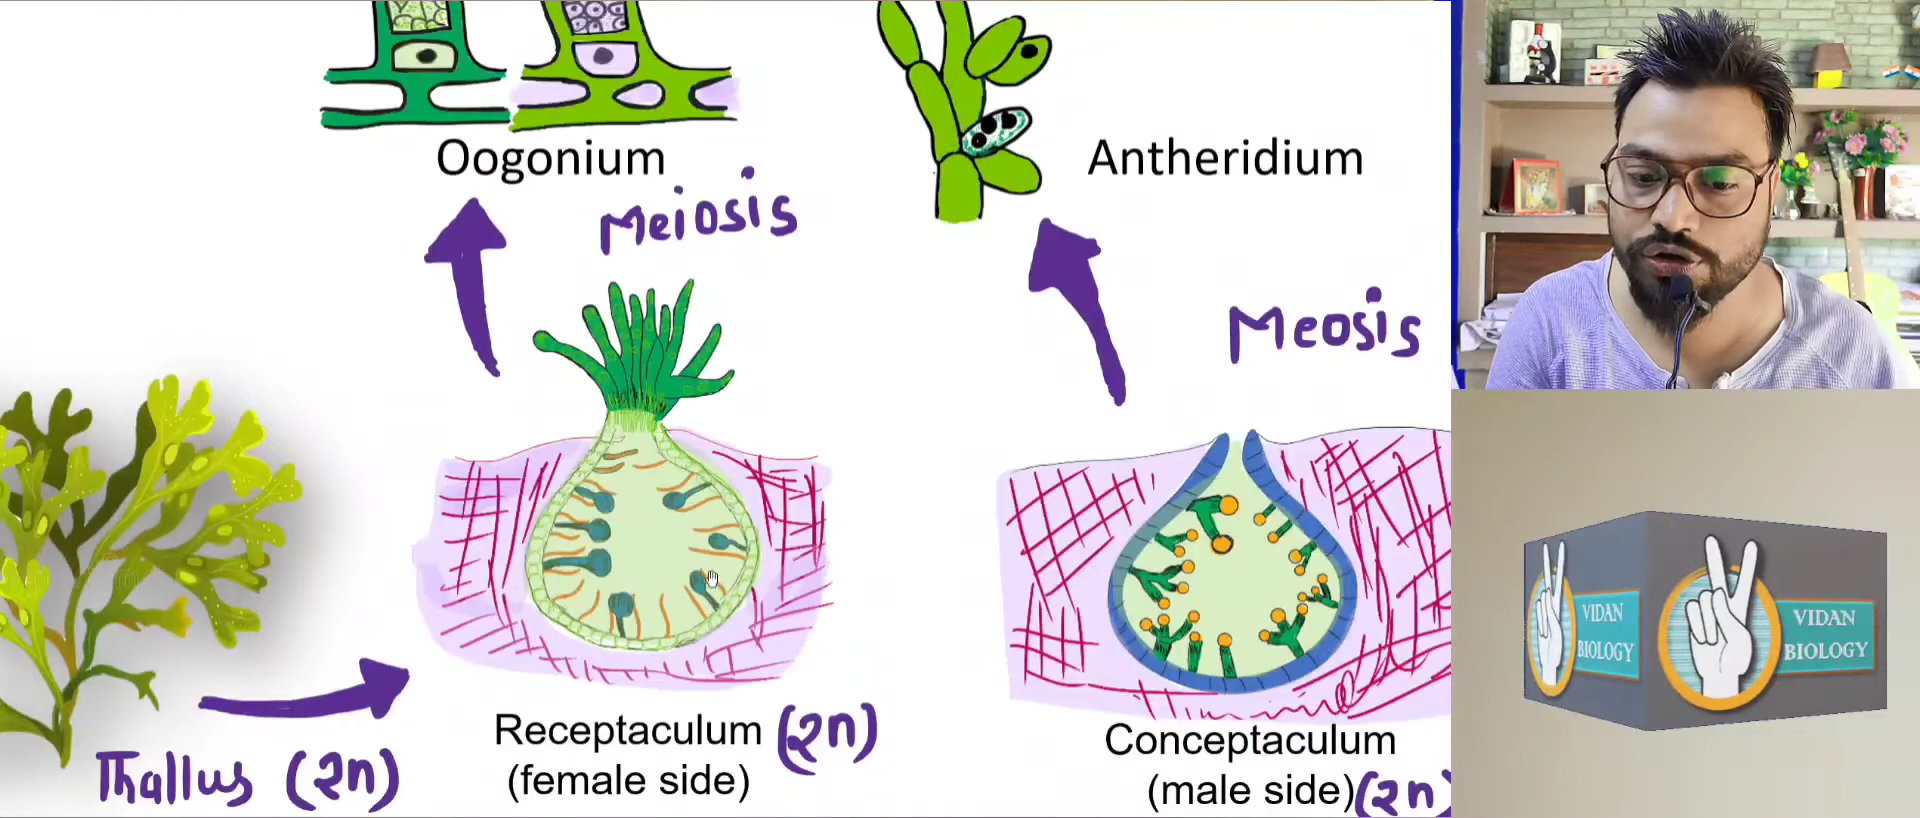 Oogonium
Antheridium
Meiosis
Meosis
Receptaculum (2n)
(female side)
Conceptaculum
(male side) (2n)
Thallus (2n)
VIDAN
BIOLOGY
VIDAN
BIOLOGY